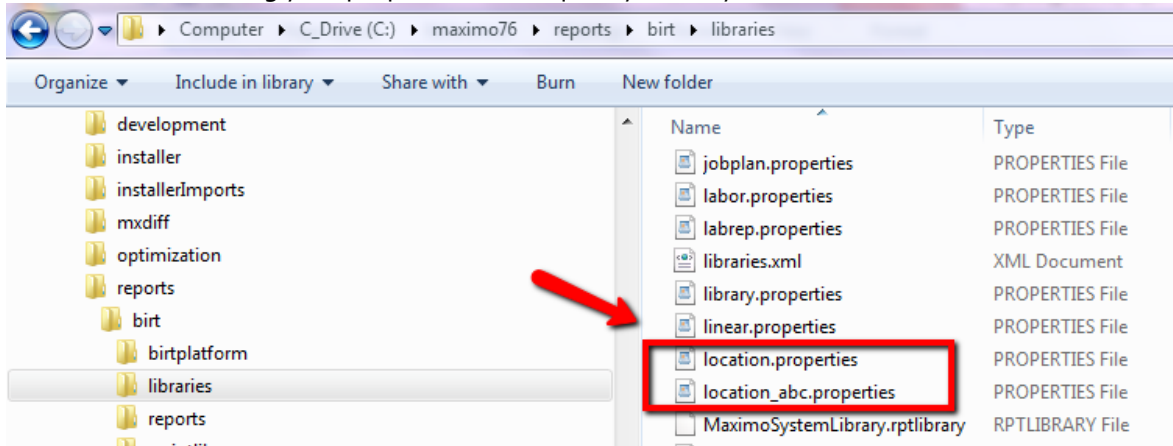 Computer ▸ C_Drive (C:) ▸ maximo76 ▸ reports ▸ birt ▸ libraries
Organize Include in library Share with Burn New folder
development
installer
installerImports
mxdiff
optimization
reports
birt
birtplatform
libraries
reports
Name Type
jobplan.properties PROPERTIES File
labor.properties PROPERTIES File
labrep.properties PROPERTIES File
libraries.xml XML Document
library.properties PROPERTIES File
linear.properties PROPERTIES File
location.properties PROPERTIES File
location_abc.properties PROPERTIES File
MaximoSystemLibrary.rptlibrary RPTLIBRARY File